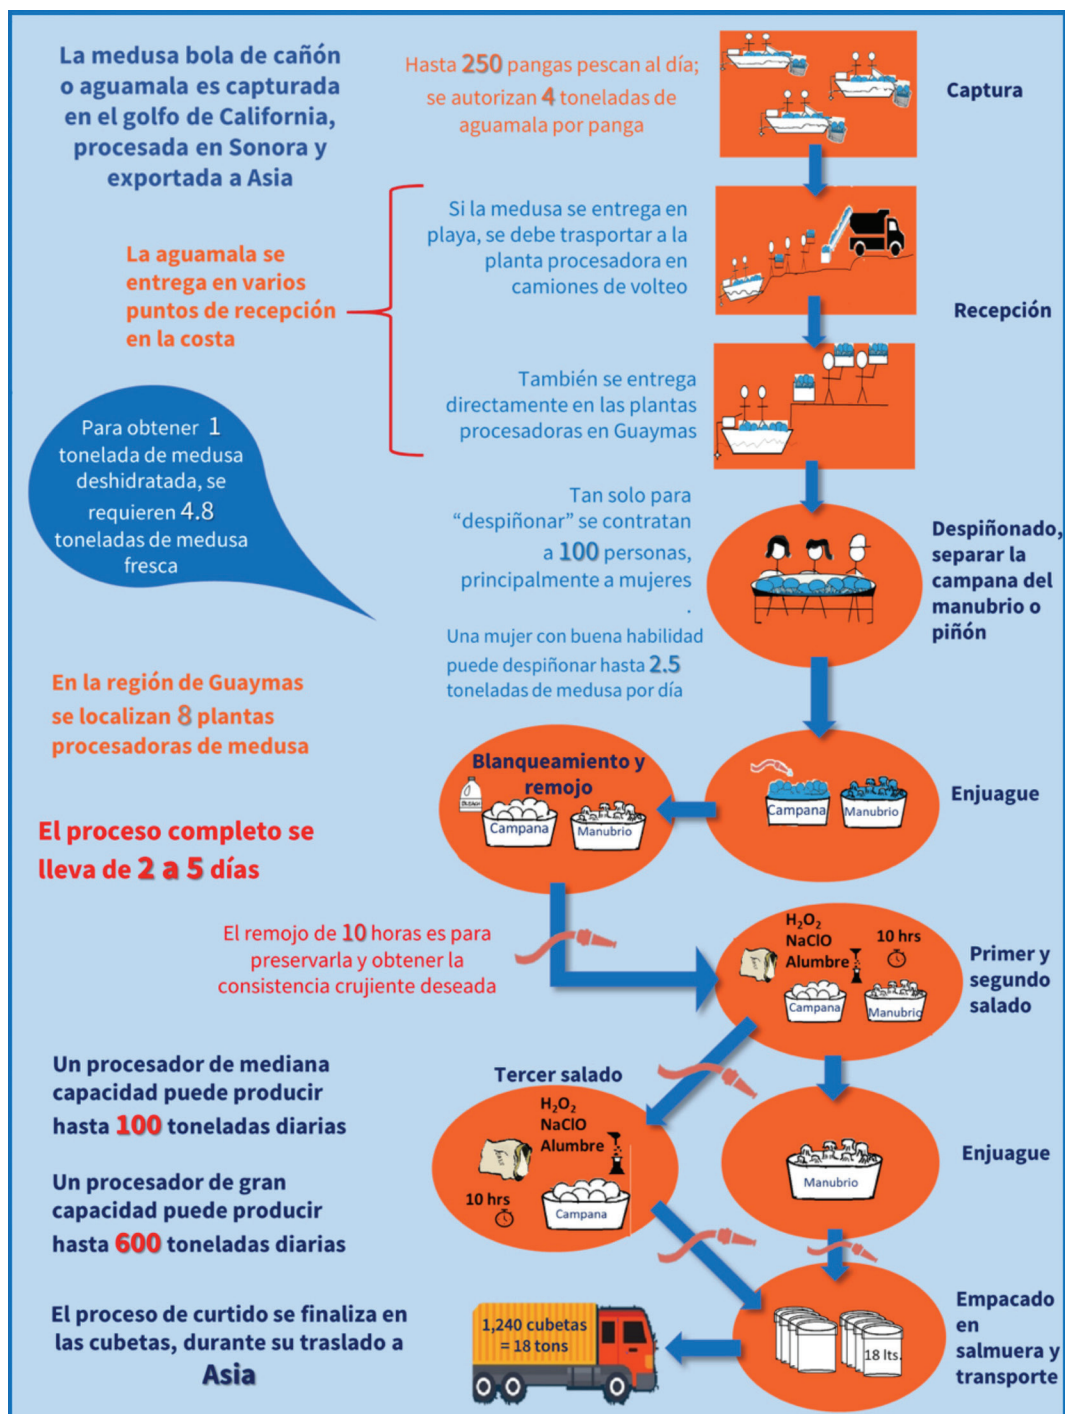 La medusa bola de cañón
o aguamala es capturada
en el golfo de California,
procesada en Sonora y
exportada a Asia
Hasta 250 pangas pescan al día;
se autorizan 4 toneladas de
aguamala por panga
Captura
Si la medusa se entrega en
playa, se debe trasportar a la
planta procesadora en
camiones de volteo
La aguamala se
entrega en varios
puntos de recepción
en la costa
Recepción
También se entrega
directamente en las plantas
procesadoras en Guaymas
Para obtener 1
tonelada de medusa
deshidratada, se
requieren 4.8
toneladas de medusa
fresca
Tan solo para
“despiñonar” se contratan
a 100 personas,
principalmente a mujeres
.
Una mujer con buena habilidad
puede despiñonar hasta 2.5
toneladas de medusa por día
Despiñonado,
separar la
campana del
manubrio o
piñón
En la región de Guaymas
se localizan 8 plantas
procesadoras de medusa
Blanqueamiento y
remojo
BLEACH
Campana
Manubrio
Campana
Manubrio
Enjuague
El proceso completo se
lleva de 2 a 5 días
El remojo de 10 horas es para
preservarla y obtener la
consistencia crujiente deseada
H₂O₂
NaClO
Alumbre
10 hrs
Campana
Manubrio
Primer y
segundo
salado
Un procesador de mediana
capacidad puede producir
hasta 100 toneladas diarias
Tercer salado
H₂O₂
NaClO
Alumbre
10 hrs
Campana
Manubrio
Enjuague
Un procesador de gran
capacidad puede producir
hasta 600 toneladas diarias
El proceso de curtido se finaliza en
las cubetas, durante su traslado a
Asia
1,240 cubetas
= 18 tons
18 lts.
Empacado
en
salmuera y
transporte